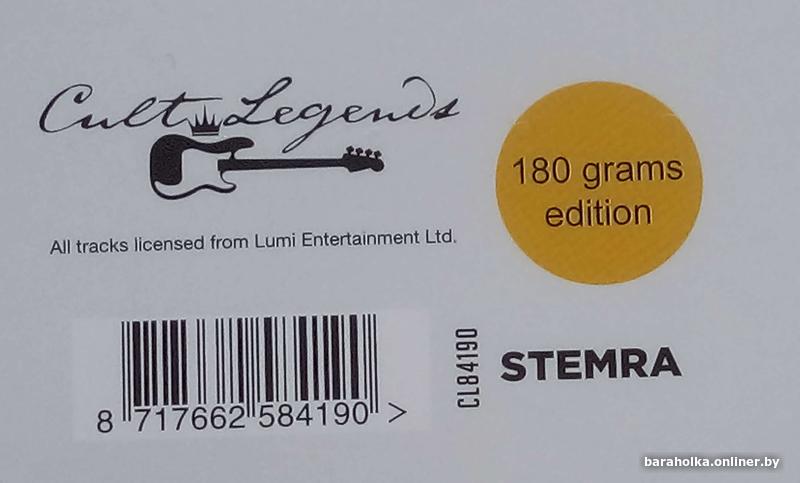 Cult Legends
180 grams
edition
All tracks licensed from Lumi Entertainment Ltd.
8 717662 584190 >
CL84190
STEMRA
baraholka.onliner.by